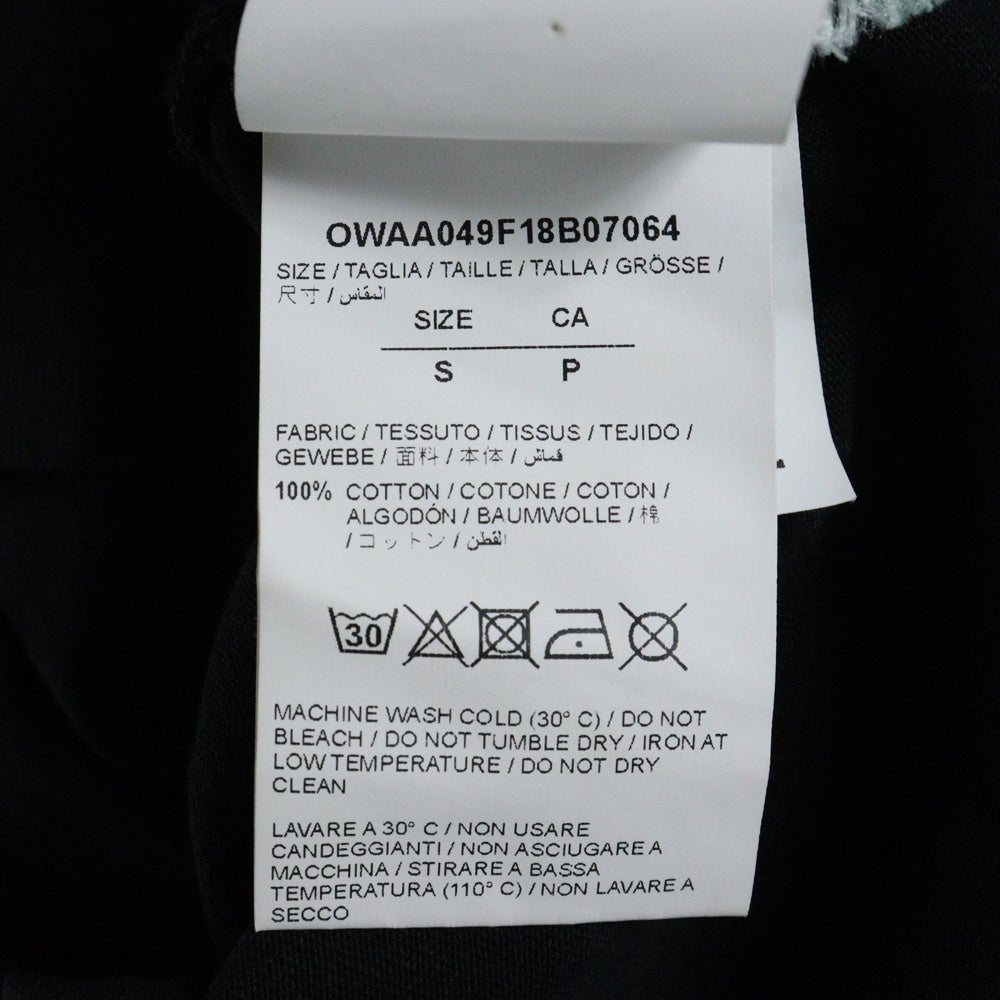 OWAA049F18B07064
SIZE / TAGLIA / TAILLE / TALLA / GRÖSSE /
尺寸 / المقاس
SIZE CA
S P
FABRIC / TESSUTO / TISSUS / TEJIDO /
GEWEBE / 面料 / 本体 / قماش
100% COTTON / COTONE / COTON /
ALGODÓN / BAUMWOLLE / 棉
/ コットン / القطن
30
MACHINE WASH COLD (30° C) / DO NOT
BLEACH / DO NOT TUMBLE DRY / IRON AT
LOW TEMPERATURE / DO NOT DRY
CLEAN
LAVARE A 30° C / NON USARE
CANDEGGIANTI / NON ASCIUGARE A
MACCHINA / STIRARE A BASSA
TEMPERATURA (110° C) / NON LAVARE A
SECCO